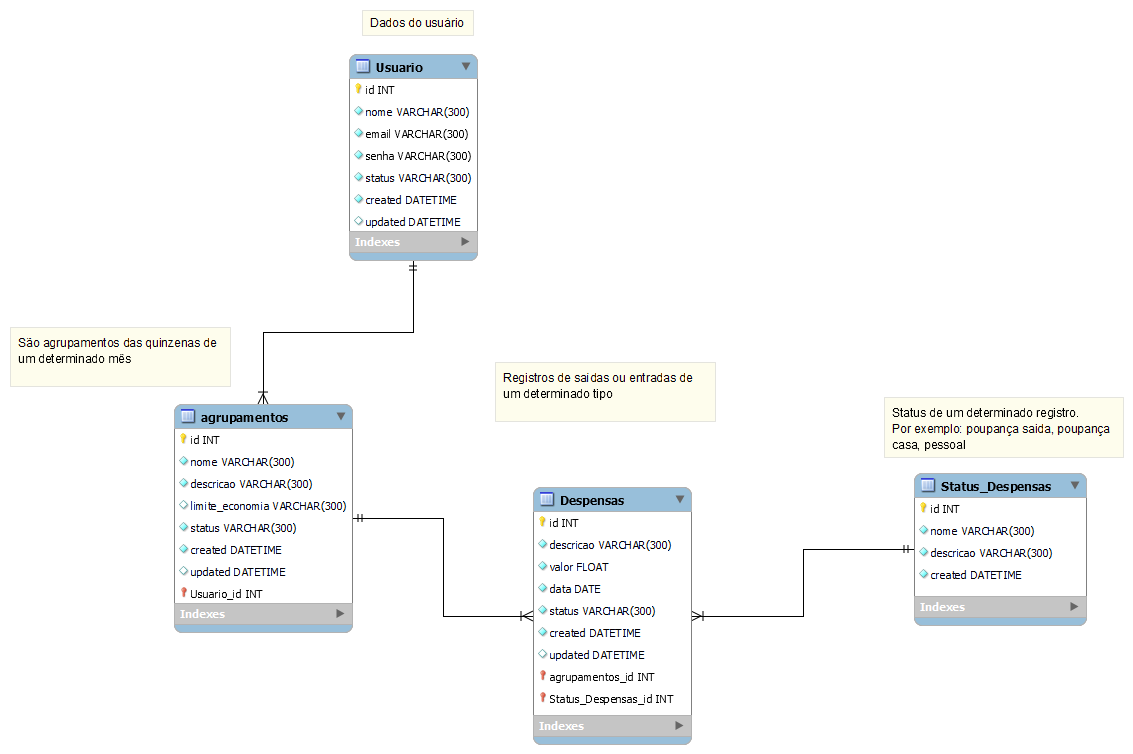 Dados do usuário
Usuario
id INT
nome VARCHAR(300)
email VARCHAR(300)
senha VARCHAR(300)
status VARCHAR(300)
created DATETIME
updated DATETIME
Indexes
São agrupamentos das quinzenas de
um determinado mês
agrupamentos
id INT
nome VARCHAR(300)
descricao VARCHAR(300)
limite_economia VARCHAR(300)
status VARCHAR(300)
created DATETIME
updated DATETIME
Usuario_id INT
Indexes
Registros de saídas ou entradas de
um determinado tipo
Despensas
id INT
descricao VARCHAR(300)
valor FLOAT
data DATE
status VARCHAR(300)
created DATETIME
updated DATETIME
agrupamentos_id INT
Status_Despensas_id INT
Indexes
Status de um determinado registro.
Por exemplo: poupança saída, poupança
casa, pessoal
Status_Despensas
id INT
nome VARCHAR(300)
descricao VARCHAR(300)
created DATETIME
Indexes